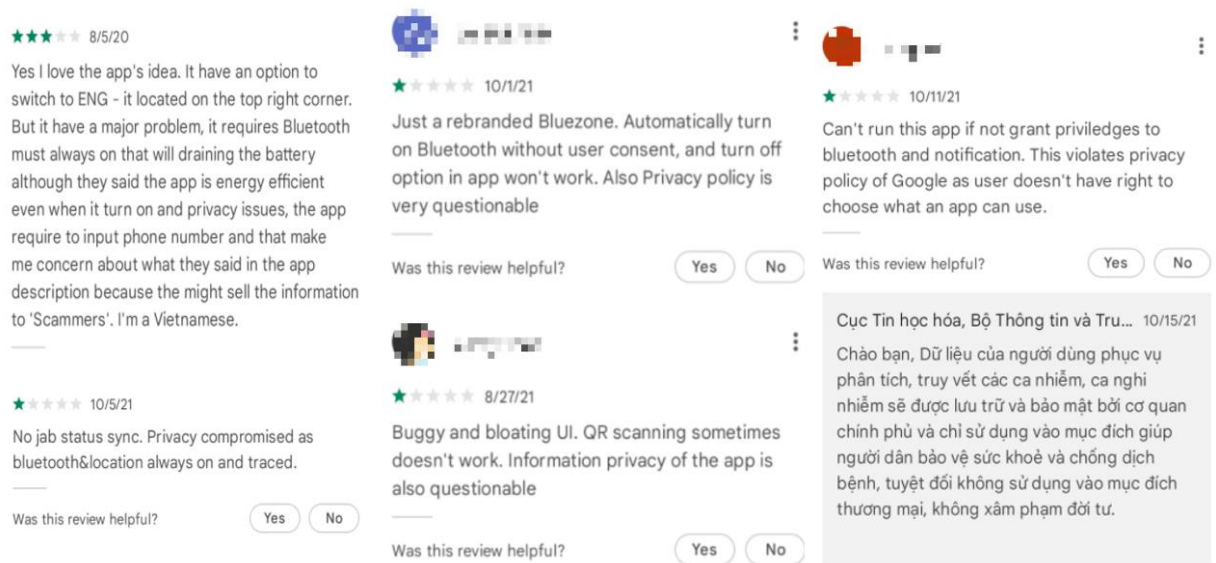 8/5/20
Yes I love the app's idea. It have an option to
switch to ENG - it located on the top right corner.
But it have a major problem, it requires Bluetooth
must always on that will draining the battery
although they said the app is energy efficient
even when it turn on and privacy issues, the app
require to input phone number and that make
me concern about what they said in the app
description because the might sell the information
to 'Scammers'. I'm a Vietnamese.
10/5/21
No jab status sync. Privacy compromised as
bluetooth&location always on and traced.
Was this review helpful? Yes No
10/1/21
Just a rebranded Bluezone. Automatically turn
on Bluetooth without user consent, and turn off
option in app won't work. Also Privacy policy is
very questionable
Was this review helpful? Yes No
8/27/21
Buggy and bloating UI. QR scanning sometimes
doesn't work. Information privacy of the app is
also questionable
Was this review helpful? Yes No
10/11/21
Can't run this app if not grant priviledges to
bluetooth and notification. This violates privacy
policy of Google as user doesn't have right to
choose what an app can use.
Was this review helpful? Yes No
Cục Tin học hóa, Bộ Thông tin và Tru... 10/15/21
Chào bạn, Dữ liệu của người dùng phục vụ
phân tích, truy vết các ca nhiễm, ca nghi
nhiễm sẽ được lưu trữ và bảo mật bởi cơ quan
chính phủ và chỉ sử dụng vào mục đích giúp
người dân bảo vệ sức khoẻ và chống dịch
bệnh, tuyệt đối không sử dụng vào mục đích
thương mại, không xâm phạm đời tư.